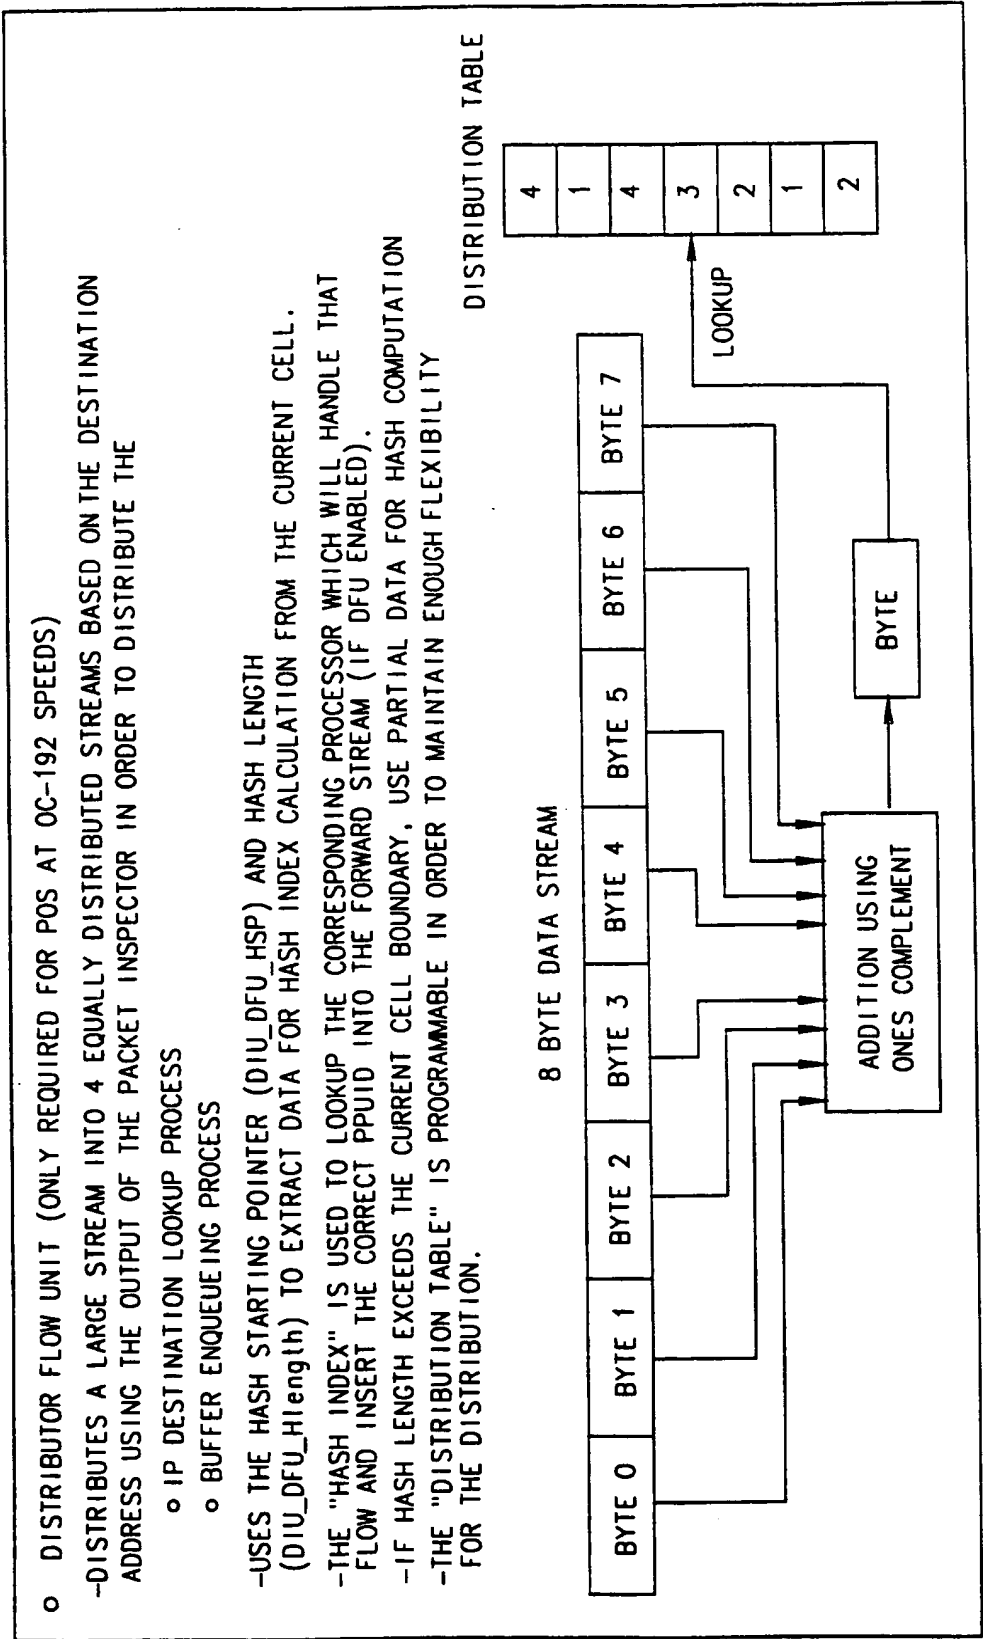 o DISTRIBUTOR FLOW UNIT (ONLY REQUIRED FOR POS AT OC-192 SPEEDS)
-DISTRIBUTES A LARGE STREAM INTO 4 EQUALLY DISTRIBUTED STREAMS BASED ON THE DESTINATION
ADDRESS USING THE OUTPUT OF THE PACKET INSPECTOR IN ORDER TO DISTRIBUTE THE
o IP DESTINATION LOOKUP PROCESS
o BUFFER ENQUEUEING PROCESS
-USES THE HASH STARTING POINTER (DIU_DFU_HSP) AND HASH LENGTH
(DIU_DFU_Hlength) TO EXTRACT DATA FOR HASH INDEX CALCULATION FROM THE CURRENT CELL.
-THE "HASH INDEX" IS USED TO LOOKUP THE CORRESPONDING PROCESSOR WHICH WILL HANDLE THAT
FLOW AND INSERT THE CORRECT PPUID INTO THE FORWARD STREAM (IF DFU ENABLED).
-IF HASH LENGTH EXCEEDS THE CURRENT CELL BOUNDARY, USE PARTIAL DATA FOR HASH COMPUTATION
-THE "DISTRIBUTION TABLE" IS PROGRAMMABLE IN ORDER TO MAINTAIN ENOUGH FLEXIBILITY
FOR THE DISTRIBUTION.
DISTRIBUTION TABLE
8 BYTE DATA STREAM
BYTE 0
BYTE 1
BYTE 2
BYTE 3
BYTE 4
BYTE 5
BYTE 6
BYTE 7
LOOKUP
4
1
4
3
2
1
2
ADDITION USING
ONES COMPLEMENT
BYTE